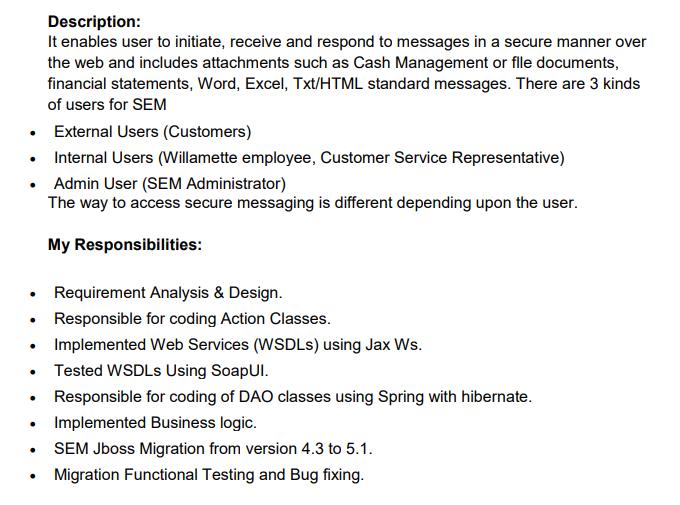 Description:
It enables user to initiate, receive and respond to messages in a secure manner over
the web and includes attachments such as Cash Management or flle documents,
financial statements, Word, Excel, Txt/HTML standard messages. There are 3 kinds
of users for SEM
• External Users (Customers)
• Internal Users (Willamette employee, Customer Service Representative)
• Admin User (SEM Administrator)
The way to access secure messaging is different depending upon the user.
My Responsibilities:
• Requirement Analysis & Design.
• Responsible for coding Action Classes.
• Implemented Web Services (WSDLs) using Jax Ws.
• Tested WSDLs Using SoapUI.
• Responsible for coding of DAO classes using Spring with hibernate.
• Implemented Business logic.
• SEM Jboss Migration from version 4.3 to 5.1.
• Migration Functional Testing and Bug fixing.